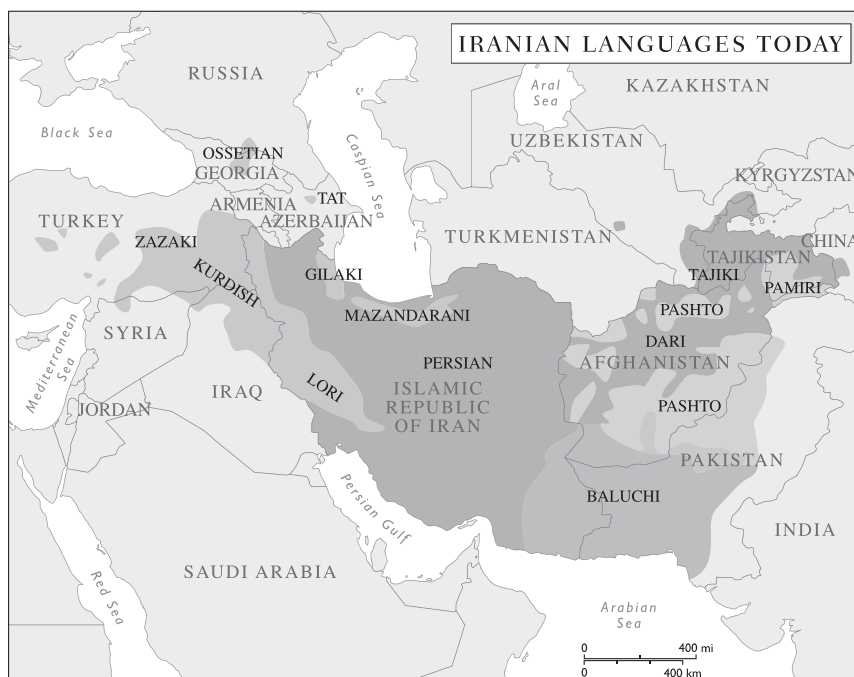 IRANIAN LANGUAGES TODAY
RUSSIA
KAZAKHSTAN
Aral
Sea
Black Sea
Caspian Sea
UZBEKISTAN
OSSETIAN
GEORGIA
KYRGYZSTAN
ARMENIA
TAT
AZERBAIJAN
TURKEY
ZAZAKI
TURKMENISTAN
CHINA
TAJIKISTAN
KURDISH
GILAKI
TAJIKI
PAMIRI
MAZANDARANI
PASHTO
SYRIA
Mediterranean
Sea
DARI
PERSIAN
AFGHANISTAN
IRAQ
LORI
ISLAMIC
REPUBLIC
OF IRAN
JORDAN
PASHTO
PAKISTAN
Persian Gulf
BALUCHI
INDIA
SAUDI ARABIA
Red Sea
Arabian
Sea
0 400 mi
0 400 km